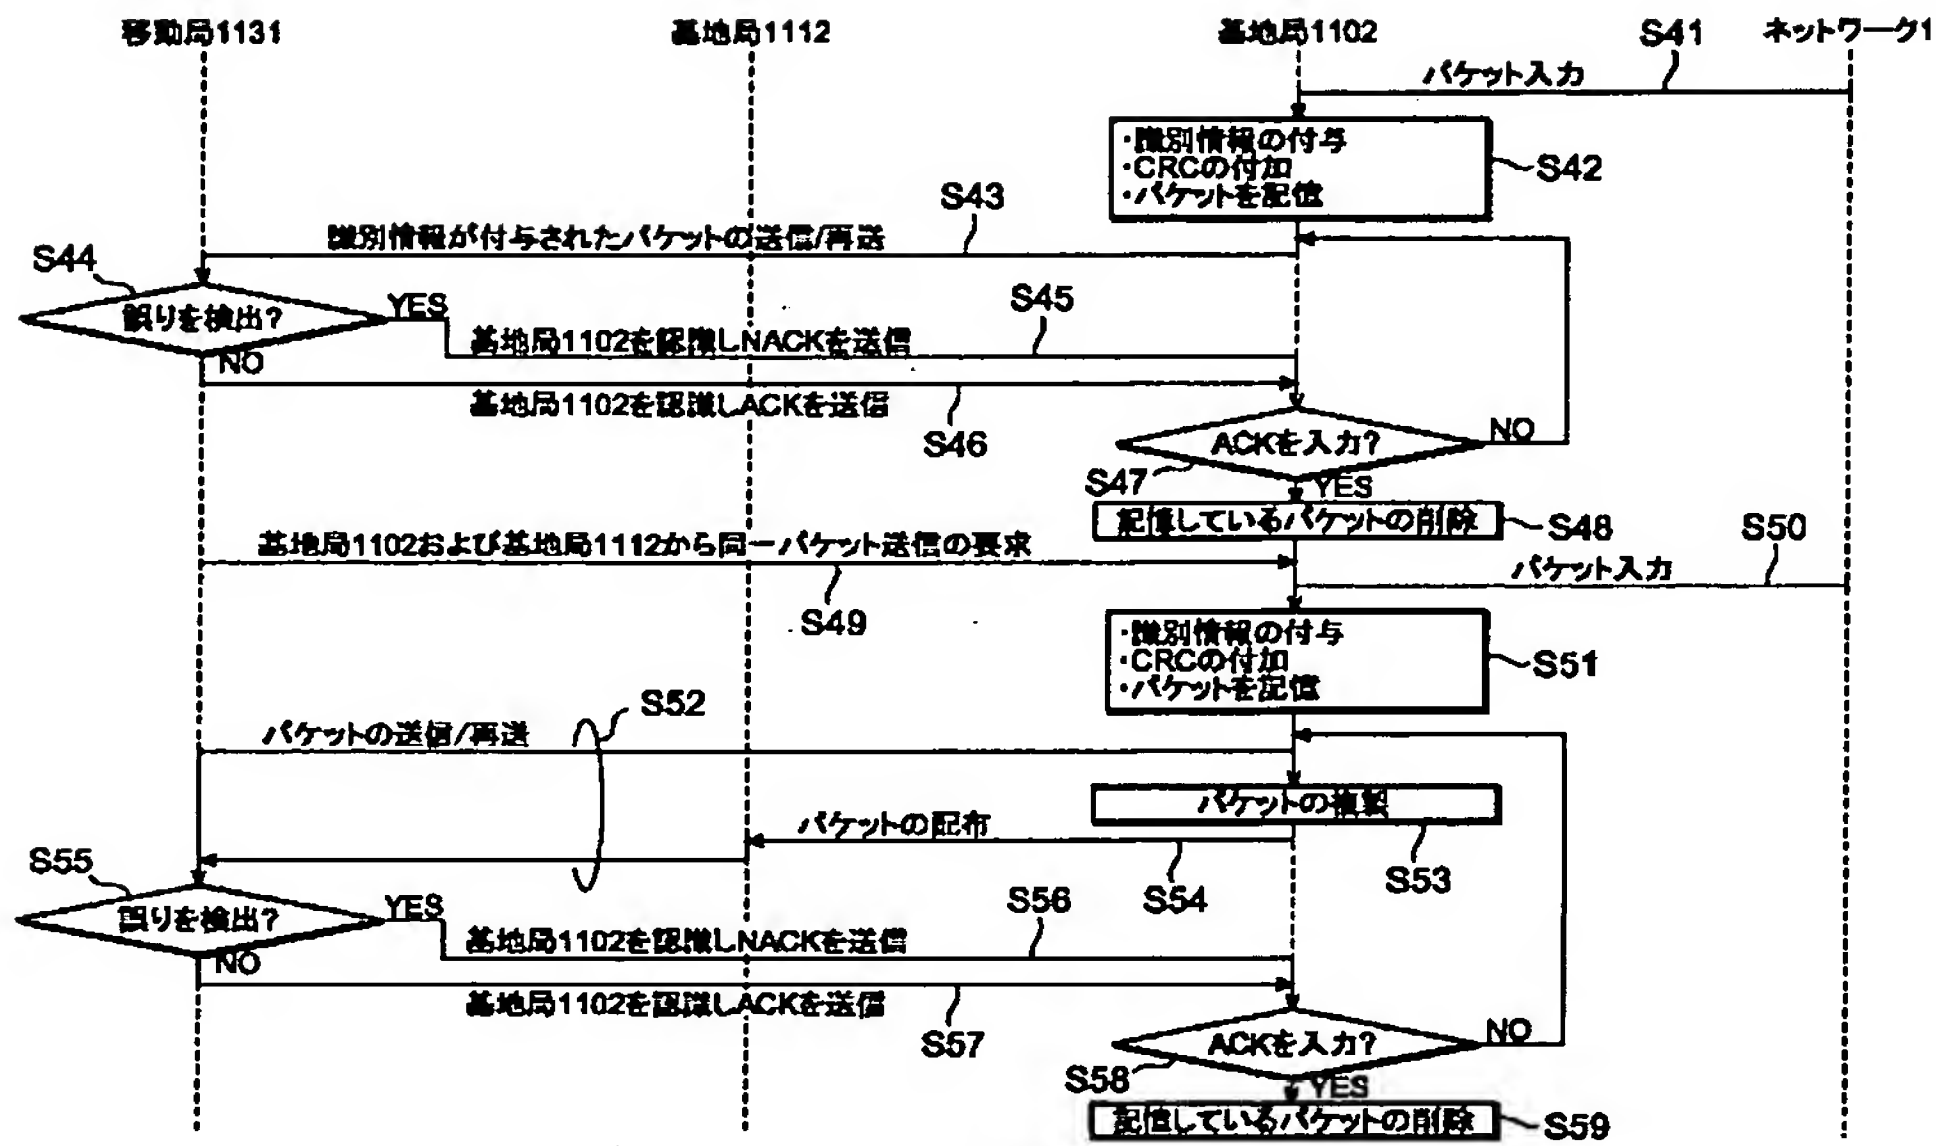 移動局1131
基地局1112
基地局1102
S41
ネットワーク1
パケット入力
・識別情報の付与
・CRCの付加
・パケットを記憶
S42
S43
識別情報が付与されたパケットの送信/再送
S44
誤りを検出?
YES
S45
基地局1102を認識しNACKを送信
NO
基地局1102を認識しACKを送信
S46
ACKを入力?
NO
S47
YES
記憶しているパケットの削除
S48
S50
基地局1102および基地局1112から同一パケット送信の要求
パケット入力
S49
・識別情報の付与
・CRCの付加
・パケットを記憶
S51
S52
パケットの送信/再送
パケットの複製
パケットの配布
S53
S54
S55
誤りを検出?
YES
S56
基地局1102を認識しNACKを送信
NO
基地局1102を認識しACKを送信
S57
ACKを入力?
NO
S58
YES
記憶しているパケットの削除
S59